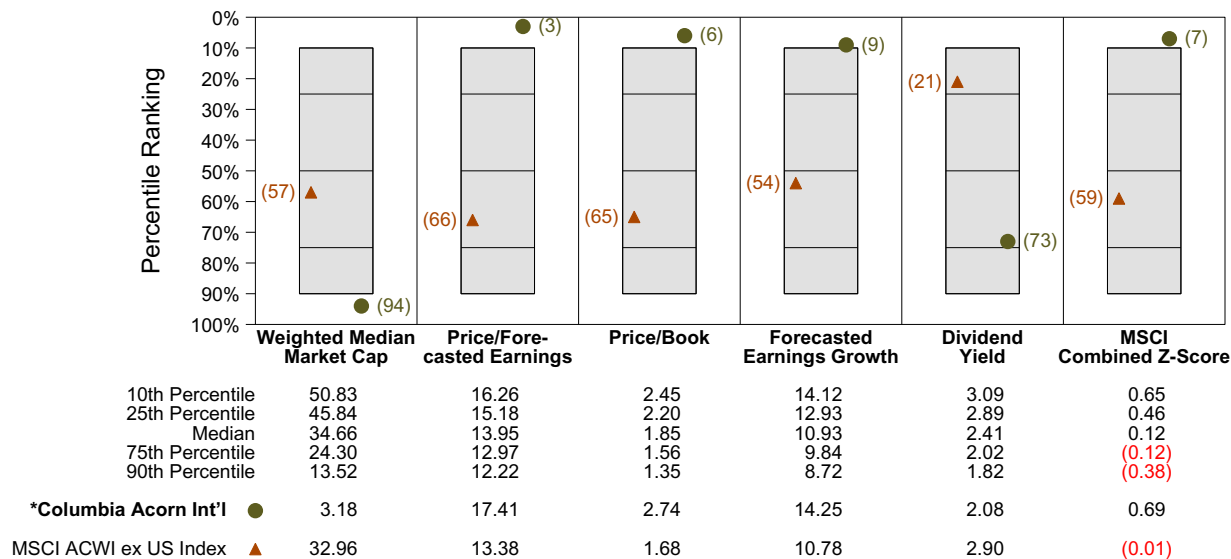 Percentile Ranking
0%
10%
20%
30%
40%
50%
60%
70%
80%
90%
100%
(57)
(94)
(3)
(66)
(6)
(65)
(9)
(54)
(21)
(73)
(7)
(59)
Weighted Median Price/Fore- Price/Book Forecasted Dividend MSCI
Market Cap casted Earnings Earnings Growth Yield Combined Z-Score
10th Percentile 50.83 16.26 2.45 14.12 3.09 0.65
25th Percentile 45.84 15.18 2.20 12.93 2.89 0.46
Median 34.66 13.95 1.85 10.93 2.41 0.12
75th Percentile 24.30 12.97 1.56 9.84 2.02 (0.12)
90th Percentile 13.52 12.22 1.35 8.72 1.82 (0.38)
*Columbia Acorn Int'l 3.18 17.41 2.74 14.25 2.08 0.69
MSCI ACWI ex US Index 32.96 13.38 1.68 10.78 2.90 (0.01)